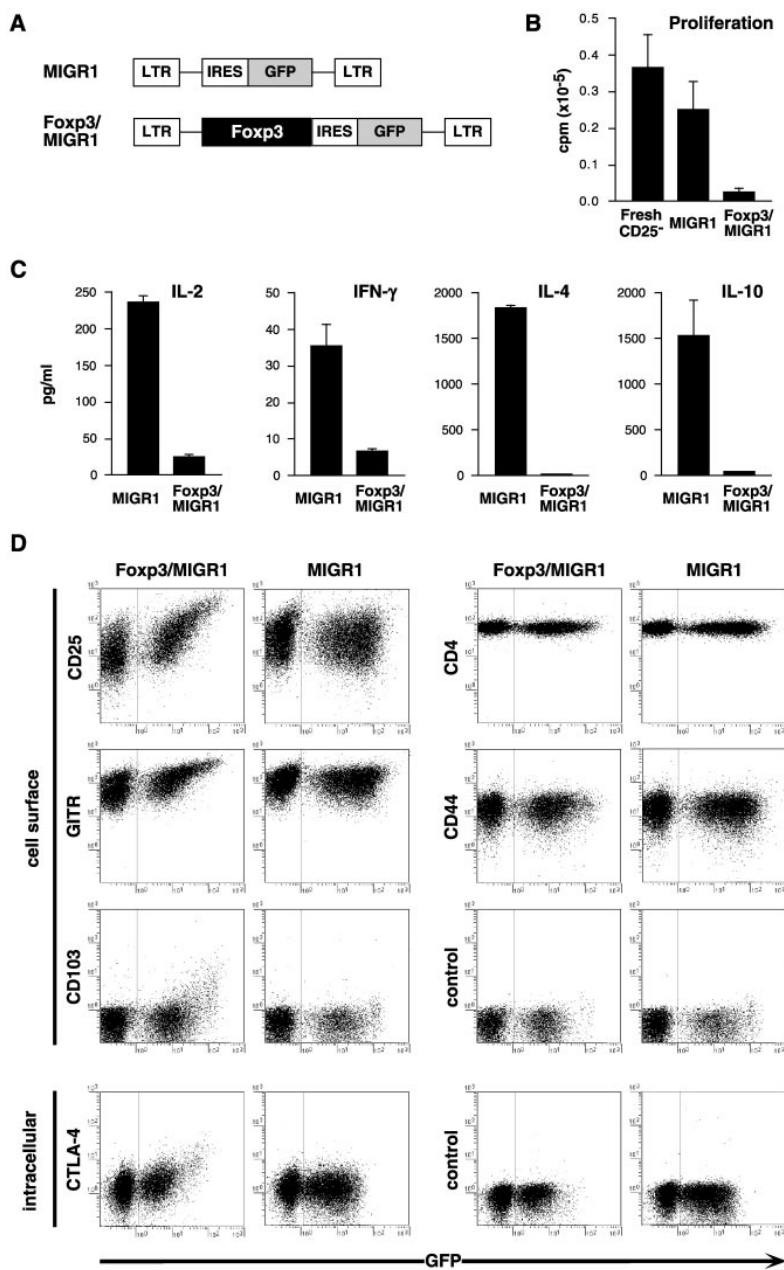 A
MIGR1
LTR IRES GFP LTR
Foxp3/
MIGR1
LTR Foxp3 IRES GFP LTR
B
Proliferation
cpm (x10-5)
0.5
0.4
0.3
0.2
0.1
0.0
Fresh
CD25-
MIGR1
Foxp3/
MIGR1
C
IL-2
pg/ml
250
200
150
100
50
0
MIGR1
Foxp3/
MIGR1
IFN-γ
50
40
30
20
10
0
MIGR1
Foxp3/
MIGR1
IL-4
2000
1500
1000
500
0
MIGR1
Foxp3/
MIGR1
IL-10
2000
1500
1000
500
0
MIGR1
Foxp3/
MIGR1
D
Foxp3/MIGR1 MIGR1 Foxp3/MIGR1 MIGR1
cell surface
CD25
CD4
GITR
CD44
CD103
control
intracellular
CTLA-4
control
GFP